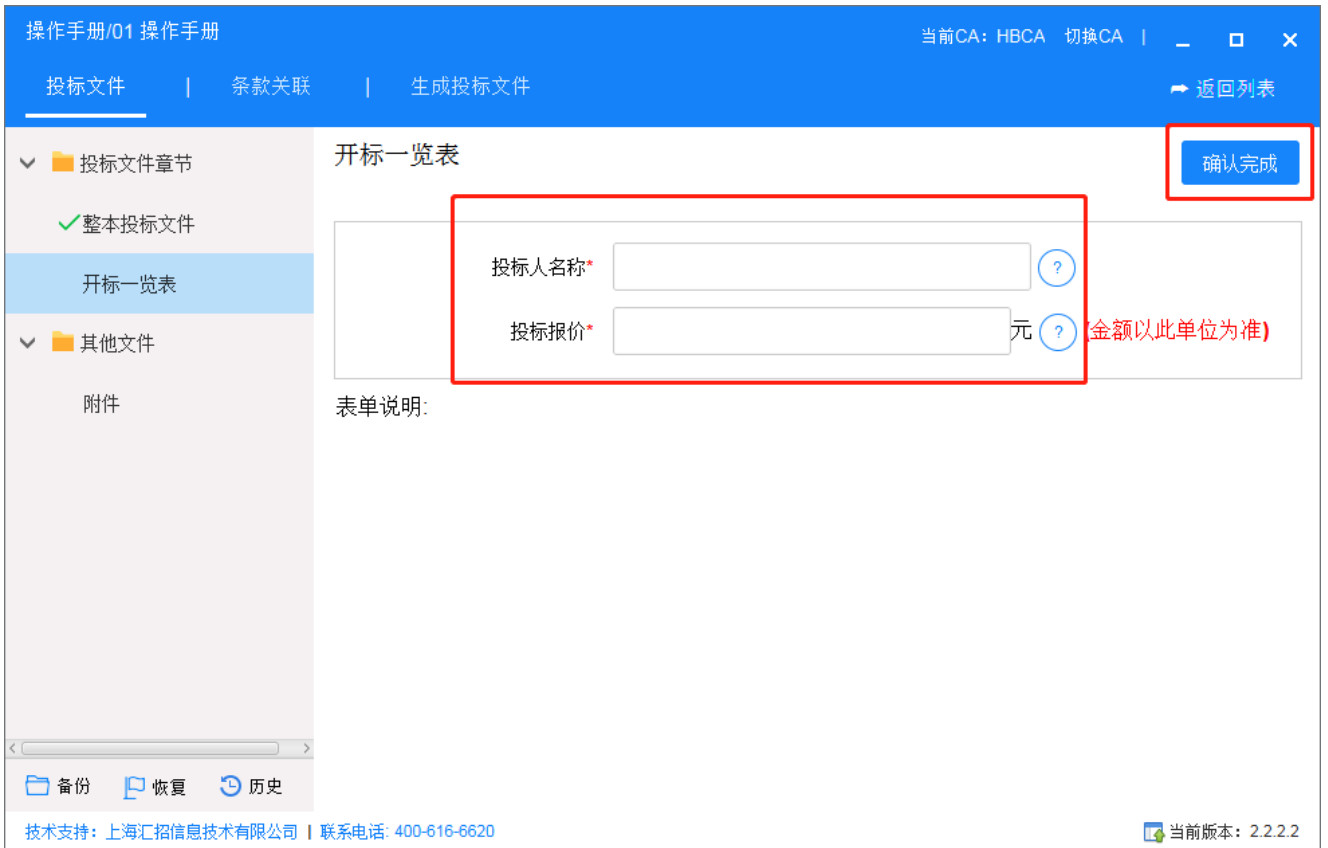 操作手册/01 操作手册
当前CA：HBCA 切换CA |
投标文件 | 条款关联 | 生成投标文件
返回列表
投标文件章节
整本投标文件
开标一览表
其他文件
附件
开标一览表
确认完成
投标人名称*
?
投标报价*
元 ? (金额以此单位为准)
表单说明:
备份 恢复 历史
技术支持：上海汇招信息技术有限公司 | 联系电话: 400-616-6620
当前版本：2.2.2.2